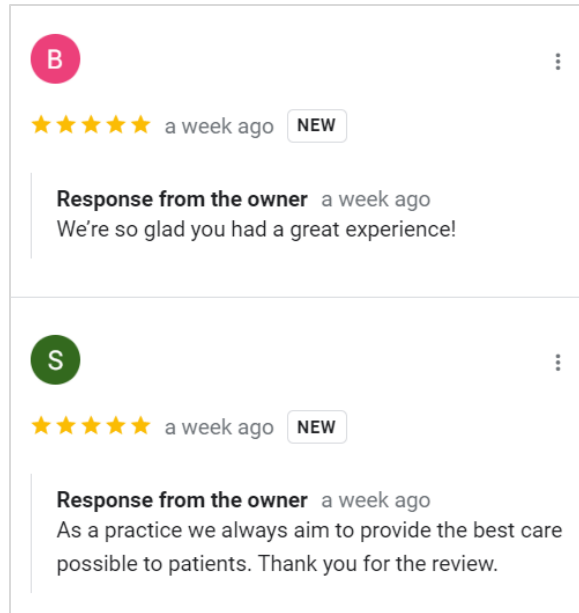 B
a week ago NEW
Response from the owner a week ago
We’re so glad you had a great experience!
S
a week ago NEW
Response from the owner a week ago
As a practice we always aim to provide the best care
possible to patients. Thank you for the review.